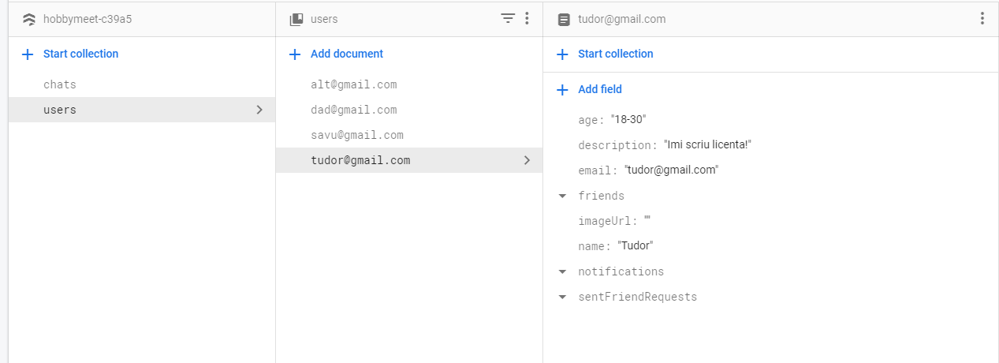 hobbymeet-c39a5
Start collection
chats
users
users
Add document
alt@gmail.com
dad@gmail.com
savu@gmail.com
tudor@gmail.com
tudor@gmail.com
Start collection
Add field
age: "18-30"
description: "Imi scriu licenta!"
email: "tudor@gmail.com"
friends
imageUrl: ""
name: "Tudor"
notifications
sentFriendRequests